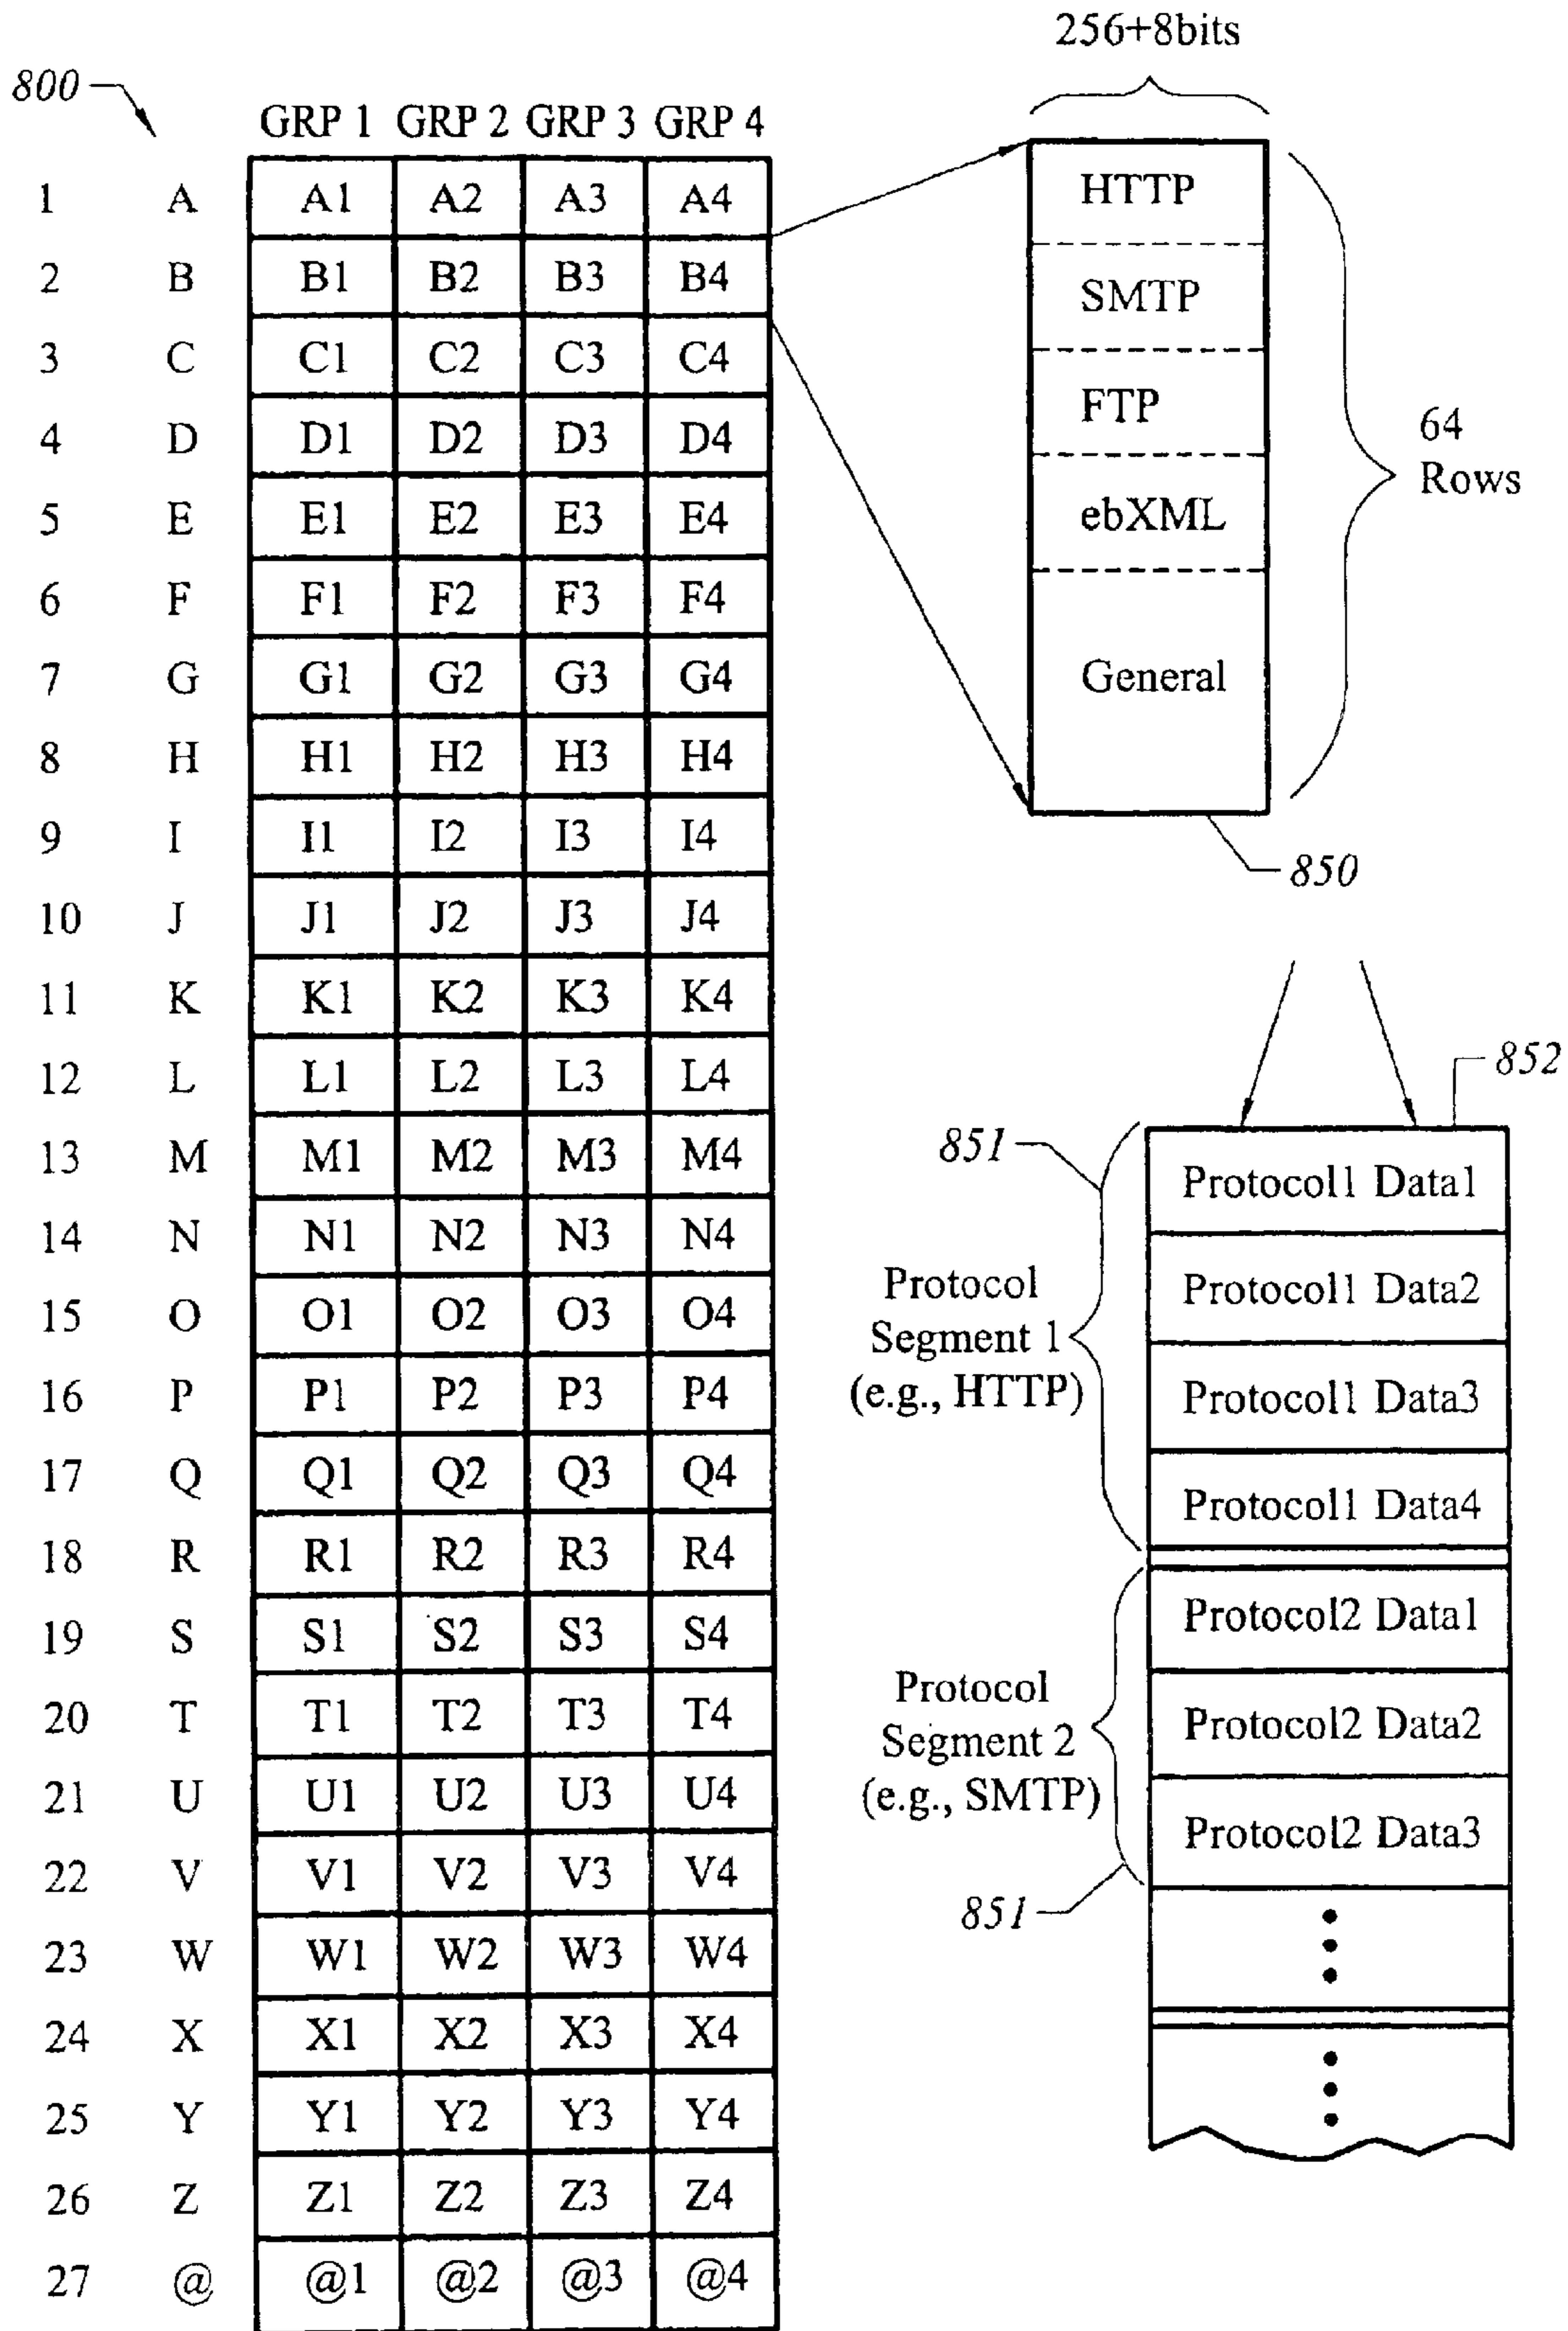 800
GRP 1 GRP 2 GRP 3 GRP 4
1 A A1 A2 A3 A4
2 B B1 B2 B3 B4
3 C C1 C2 C3 C4
4 D D1 D2 D3 D4
5 E E1 E2 E3 E4
6 F F1 F2 F3 F4
7 G G1 G2 G3 G4
8 H H1 H2 H3 H4
9 I I1 I2 I3 I4
10 J J1 J2 J3 J4
11 K K1 K2 K3 K4
12 L L1 L2 L3 L4
13 M M1 M2 M3 M4
14 N N1 N2 N3 N4
15 O O1 O2 O3 O4
16 P P1 P2 P3 P4
17 Q Q1 Q2 Q3 Q4
18 R R1 R2 R3 R4
19 S S1 S2 S3 S4
20 T T1 T2 T3 T4
21 U U1 U2 U3 U4
22 V V1 V2 V3 V4
23 W W1 W2 W3 W4
24 X X1 X2 X3 X4
25 Y Y1 Y2 Y3 Y4
26 Z Z1 Z2 Z3 Z4
27 @ @1 @2 @3 @4
256+8bits
HTTP
SMTP
FTP
ebXML
General
64
Rows
850
852
851
Protocol
Segment 1
(e.g., HTTP)
Protocol1 Data1
Protocol1 Data2
Protocol1 Data3
Protocol1 Data4
Protocol
Segment 2
(e.g., SMTP)
Protocol2 Data1
Protocol2 Data2
Protocol2 Data3
851